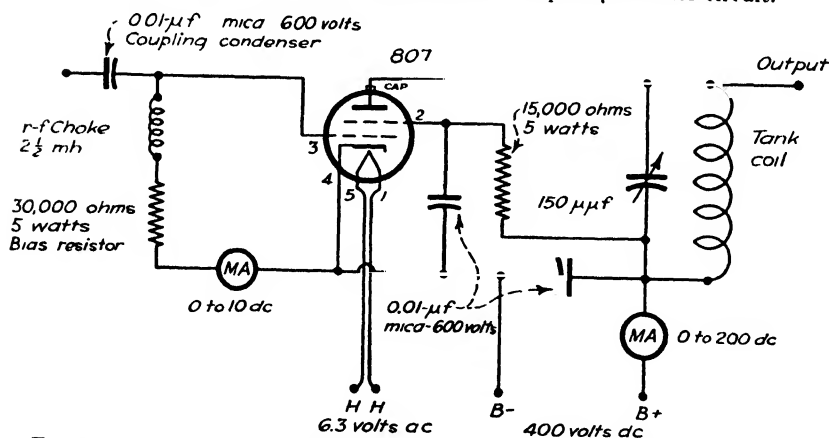 circuit.
0.01-μf mica 600 volts
Coupling condenser
807
CAP
Output
r-f Choke
2½ mh
3
2
4
5
1
15,000 ohms
5 watts
Tank
coil
150 μμf
30,000 ohms
5 watts
Bias resistor
MA
0 to 10 dc
0.01-μf
mica-600 volts
MA
0 to 200 dc
H H
6.3 volts ac
B-
400 volts dc
B+